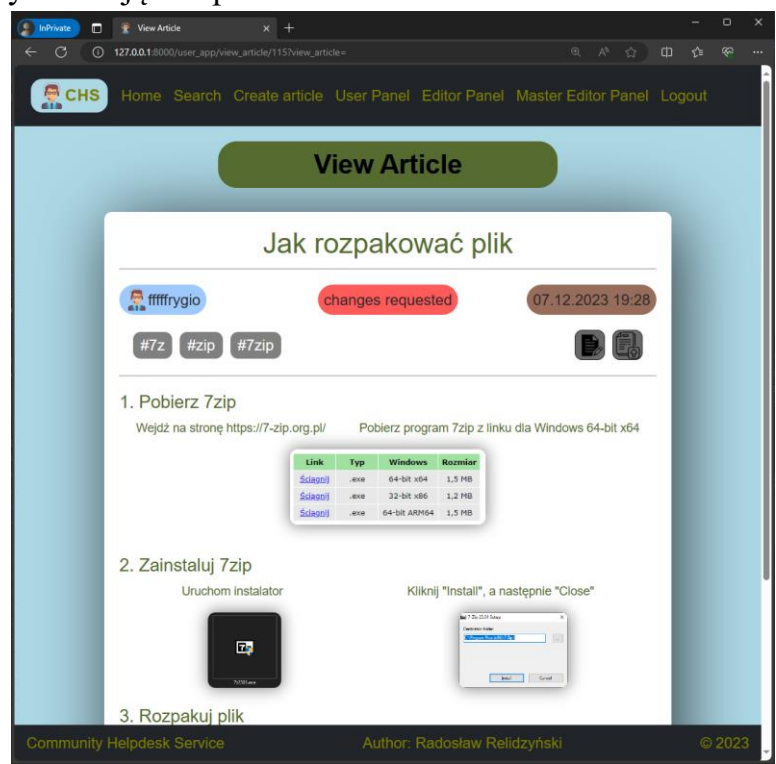 InPrivate View Article
127.0.0.1:8000/user_app/view_article/115?view_article=
CHS Home Search Create article User Panel Editor Panel Master Editor Panel Logout
View Article
Jak rozpakować plik
fffffrygio changes requested 07.12.2023 19:28
#7z #zip #7zip
1. Pobierz 7zip
Wejdź na stronę https://7-zip.org.pl/ Pobierz program 7zip z linku dla Windows 64-bit x64
Link Typ Windows Rozmiar
Ściągnij .exe 64-bit x64 1,5 MB
Ściągnij .exe 32-bit x86 1,2 MB
Ściągnij .exe 64-bit ARM64 1,5 MB
2. Zainstaluj 7zip
Uruchom instalator Kliknij "Install", a następnie "Close"
Install Cancel
3. Rozpakuj plik
Community Helpdesk Service Author: Radosław Relidzyński © 2023